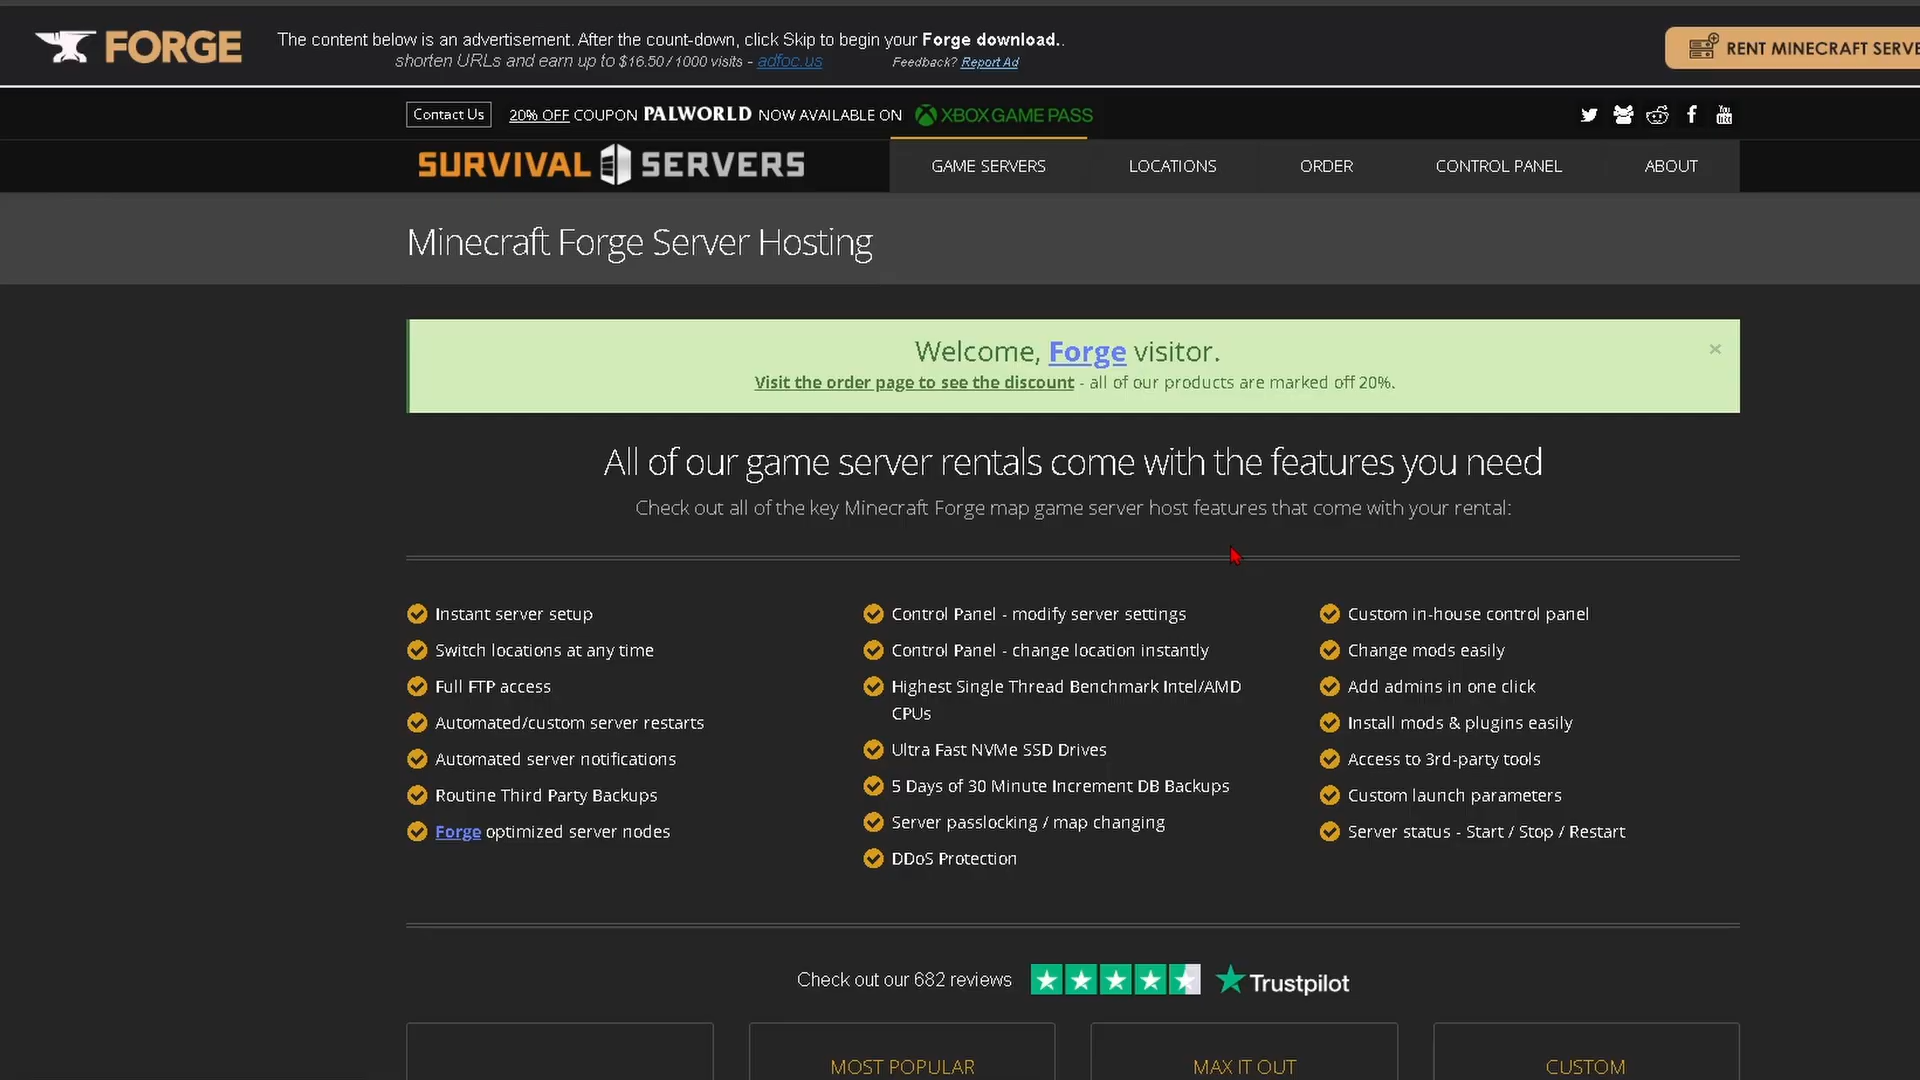 FORGE
The content below is an advertisement. After the count-down, click Skip to begin your Forge download..
shorten URLs and earn up to $16.50 / 1000 visits - adfoc.us
Feedback? Report Ad
RENT MINECRAFT SERVE
Contact Us
20% OFF COUPON PALWORLD NOW AVAILABLE ON XBOX GAME PASS
You
SURVIVAL SERVERS
GAME SERVERS
LOCATIONS
ORDER
CONTROL PANEL
ABOUT
Minecraft Forge Server Hosting
Welcome, Forge visitor.
×
Visit the order page to see the discount - all of our products are marked off 20%.
All of our game server rentals come with the features you need
Check out all of the key Minecraft Forge map game server host features that come with your rental:
Instant server setup
Switch locations at any time
Full FTP access
Automated/custom server restarts
Automated server notifications
Routine Third Party Backups
Forge optimized server nodes
Control Panel - modify server settings
Control Panel - change location instantly
Highest Single Thread Benchmark Intel/AMD
CPUs
Ultra Fast NVMe SSD Drives
5 Days of 30 Minute Increment DB Backups
Server passlocking / map changing
DDoS Protection
Custom in-house control panel
Change mods easily
Add admins in one click
Install mods & plugins easily
Access to 3rd-party tools
Custom launch parameters
Server status - Start / Stop / Restart
Check out our 682 reviews
Trustpilot
MOST POPULAR
MAX IT OUT
CUSTOM